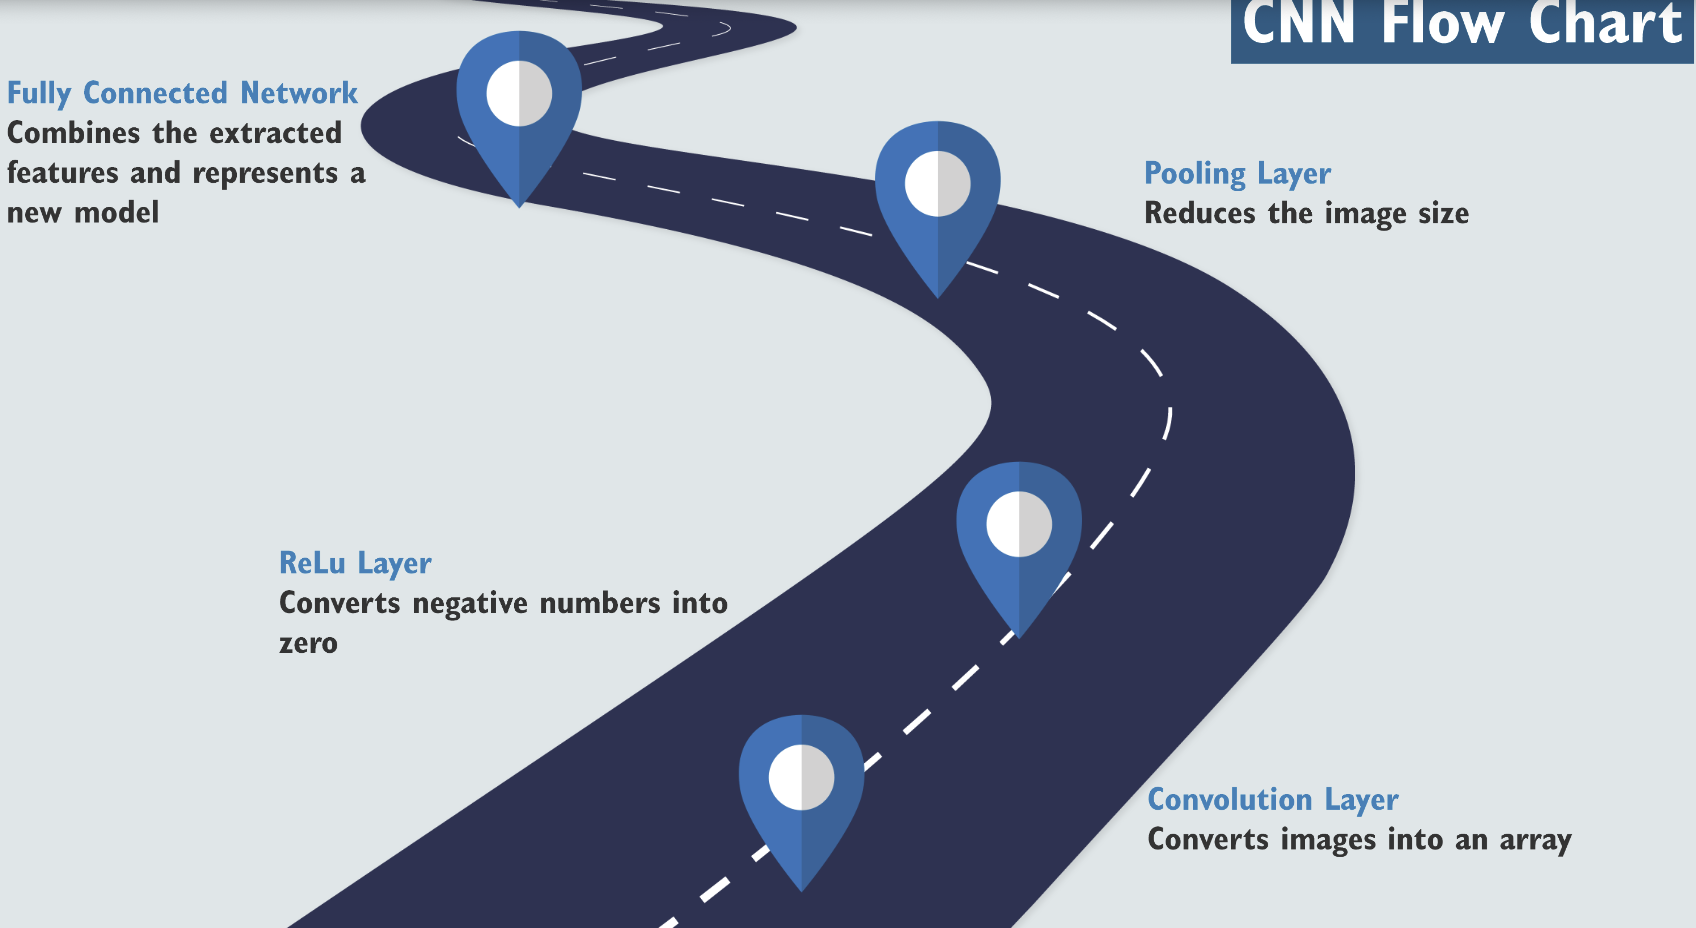 CNN Flow Chart
Fully Connected Network
Combines the extracted
features and represents a
new model
Pooling Layer
Reduces the image size
ReLu Layer
Converts negative numbers into
zero
Convolution Layer
Converts images into an array